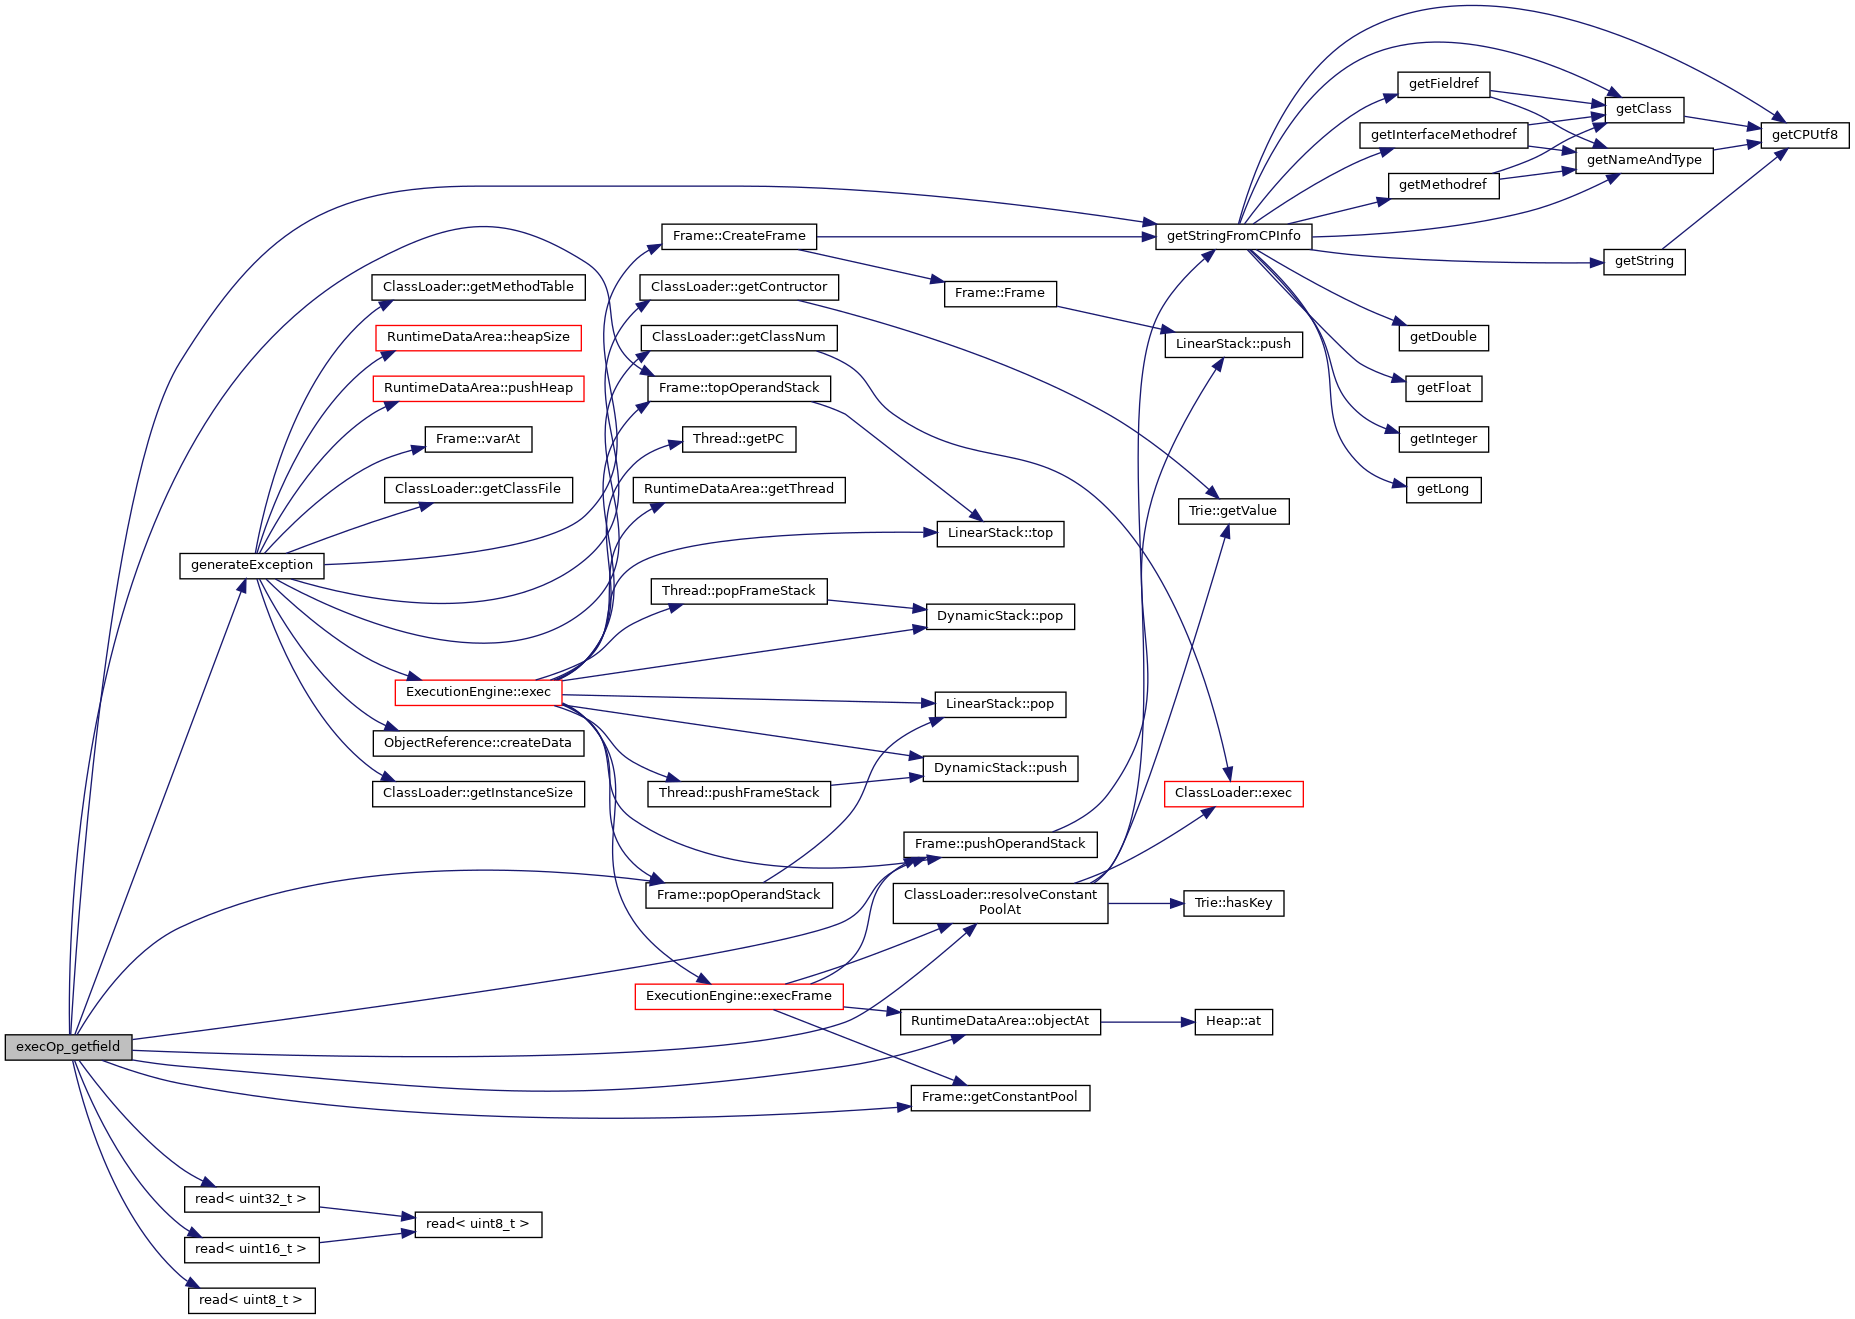 getFieldref
getClass
getInterfaceMethodref
getCPUtf8
getNameAndType
getMethodref
Frame::CreateFrame
getStringFromCPInfo
getString
ClassLoader::getMethodTable
ClassLoader::getContructor
Frame::Frame
RuntimeDataArea::heapSize
ClassLoader::getClassNum
LinearStack::push
getDouble
RuntimeDataArea::pushHeap
Frame::topOperandStack
getFloat
Frame::varAt
Thread::getPC
getInteger
ClassLoader::getClassFile
RuntimeDataArea::getThread
getLong
Trie::getValue
LinearStack::top
generateException
Thread::popFrameStack
DynamicStack::pop
ExecutionEngine::exec
LinearStack::pop
ObjectReference::createData
DynamicStack::push
ClassLoader::getInstanceSize
Thread::pushFrameStack
ClassLoader::exec
Frame::pushOperandStack
Frame::popOperandStack
ClassLoader::resolveConstant
PoolAt
Trie::hasKey
ExecutionEngine::execFrame
RuntimeDataArea::objectAt
Heap::at
execOp_getfield
Frame::getConstantPool
read< uint32_t >
read< uint8_t >
read< uint16_t >
read< uint8_t >